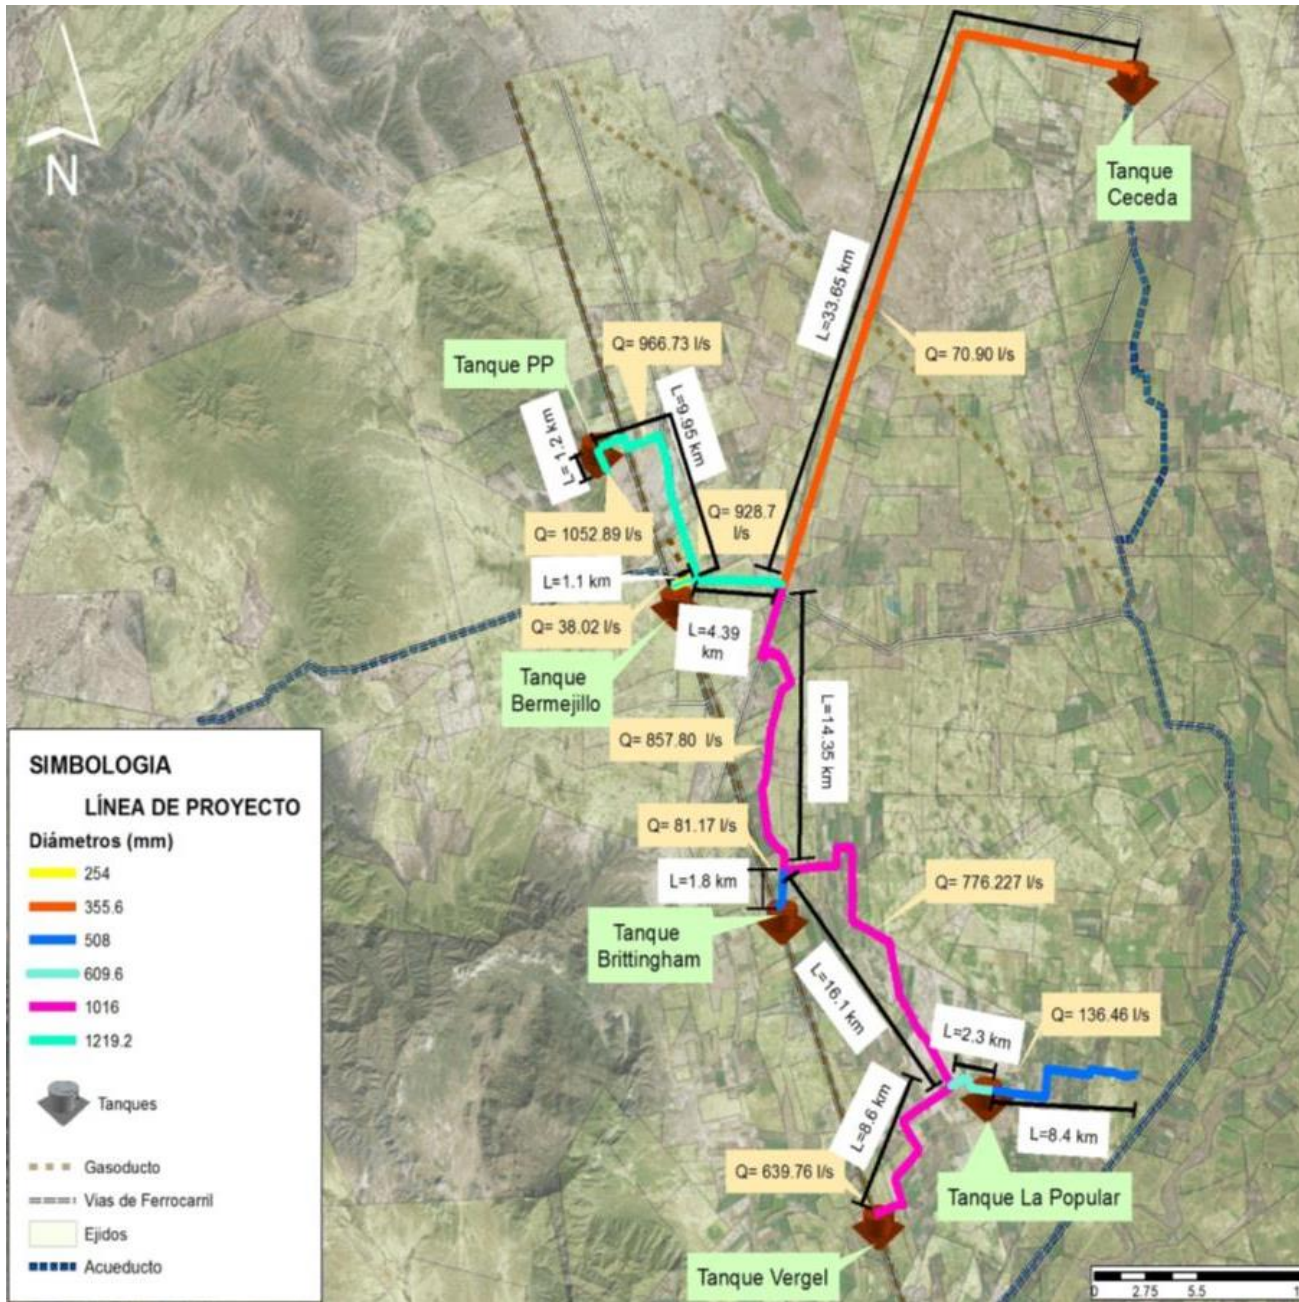 N
Tanque
Ceceda
L=33.65 km
Q= 70.90 l/s
Q= 966.73 l/s
Tanque PP
L=9.95 km
L= 1.2 km
Q= 928.7
l/s
Q= 1052.89 l/s
L=1.1 km
Q= 38.02 l/s
L=4.39
km
Tanque
Bermejillo
L=14.35 km
Q= 857.80 l/s
Q= 81.17 l/s
L=1.8 km
Q= 776.227 l/s
Tanque
Brittingham
L=16.1 km
Q= 136.46 l/s
L=2.3 km
L=8.6 km
L=8.4 km
Q= 639.76 l/s
Tanque La Popular
Tanque Vergel
SIMBOLOGIA
LÍNEA DE PROYECTO
Diámetros (mm)
254
355.6
508
609.6
1016
1219.2
Tanques
Gasoducto
Vias de Ferrocarril
Ejidos
Acueducto
0 2.75 5.5